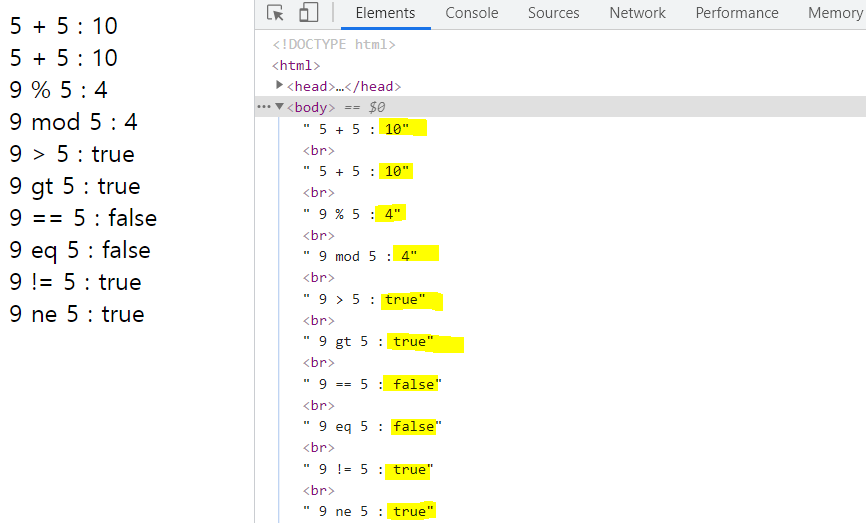 5 + 5 : 10
5 + 5 : 10
9 % 5 : 4
9 mod 5 : 4
9 > 5 : true
9 gt 5 : true
9 == 5 : false
9 eq 5 : false
9 != 5 : true
9 ne 5 : true
Elements Console Sources Network Performance Memory
<!DOCTYPE html>
<html>
<head>…</head>
<body> == $0
" 5 + 5 : 10"
<br>
" 5 + 5 : 10"
<br>
" 9 % 5 : 4"
<br>
" 9 mod 5 : 4"
<br>
" 9 > 5 : true"
<br>
" 9 gt 5 : true"
<br>
" 9 == 5 : false"
<br>
" 9 eq 5 : false"
<br>
" 9 != 5 : true"
<br>
" 9 ne 5 : true"